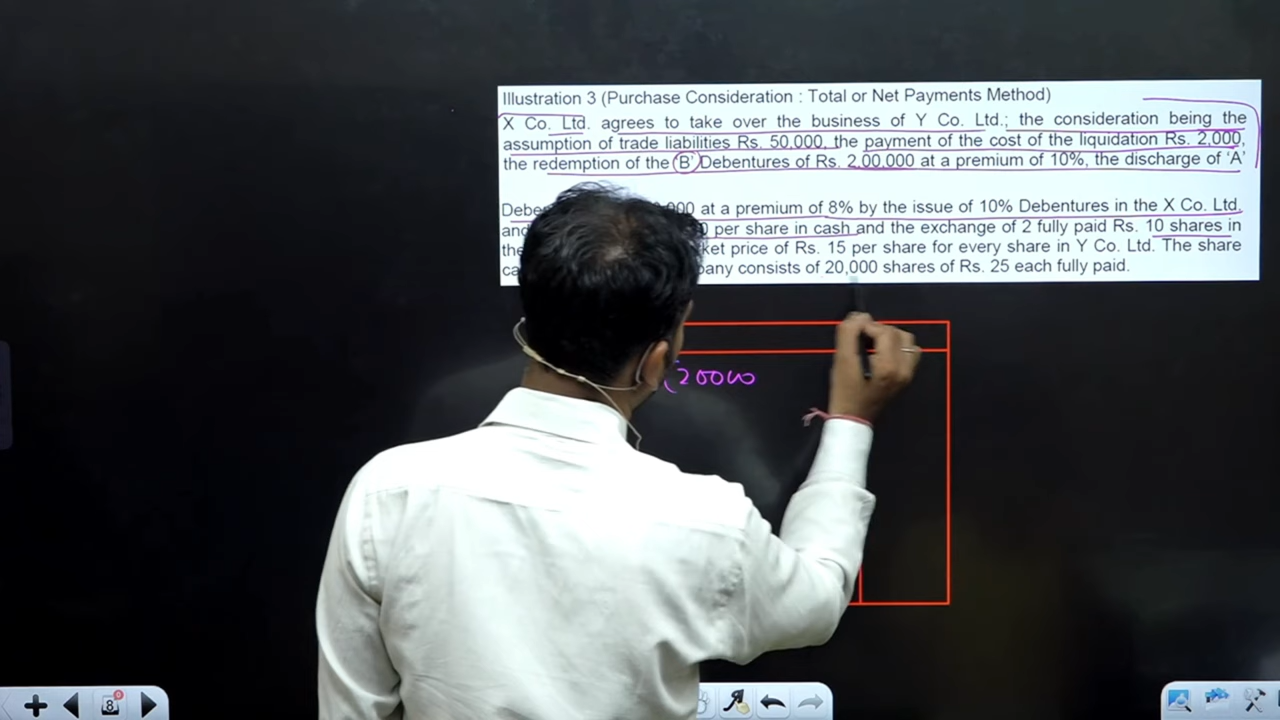 Illustration 3 (Purchase Consideration : Total or Net Payments Method)
X Co. Ltd. agrees to take over the business of Y Co. Ltd.; the consideration being the
assumption of trade liabilities Rs. 50,000, the payment of the cost of the liquidation Rs. 2,000,
the redemption of the 'B' Debentures of Rs. 2,00,000 at a premium of 10%, the discharge of 'A'
000 at a premium of 8% by the issue of 10% Debentures in the X Co. Ltd.
per share in cash and the exchange of 2 fully paid Rs. 10 shares in
the price of Rs. 15 per share for every share in Y Co. Ltd. The share
consists of 20,000 shares of Rs. 25 each fully paid.
(20000
8
0